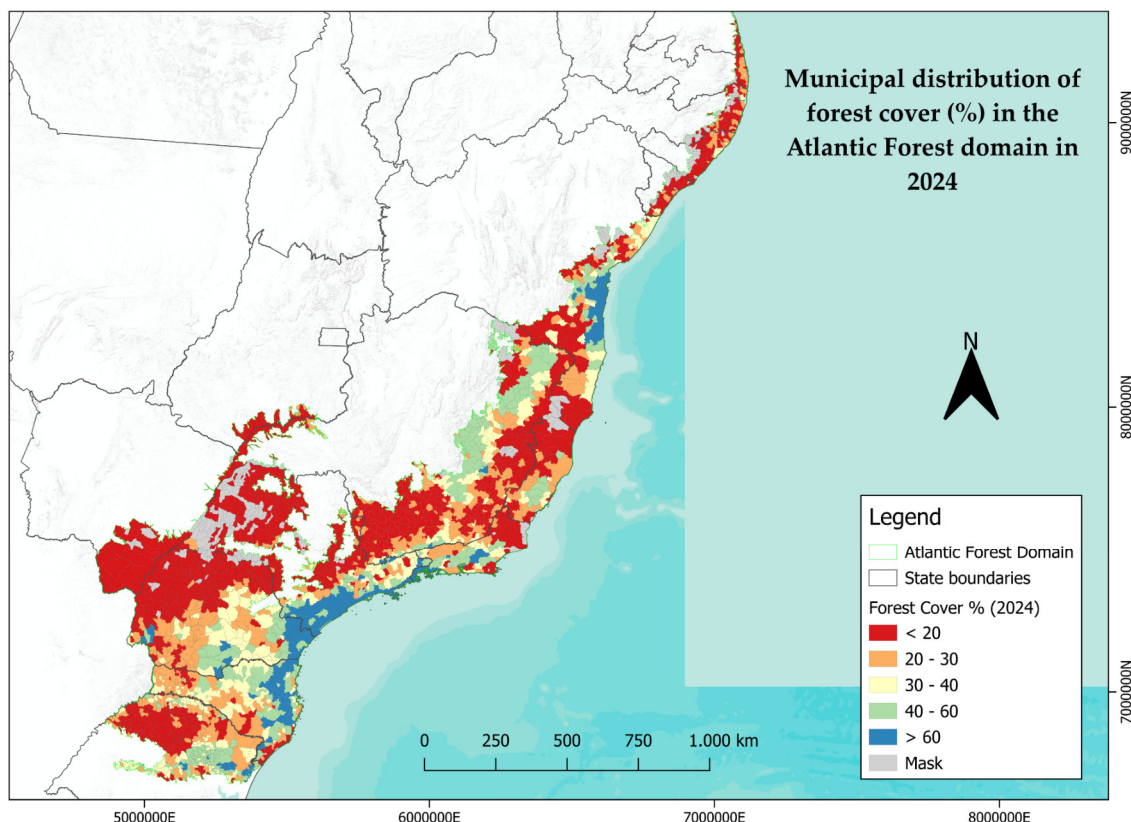 Municipal distribution of
forest cover (%) in the
Atlantic Forest domain in
2024
N
Legend
Atlantic Forest Domain
State boundaries
Forest Cover % (2024)
< 20
20 - 30
30 - 40
40 - 60
> 60
Mask
0 250 500 750 1.000 km
9000000N
8000000N
7000000N
5000000E 6000000E 7000000E 8000000E